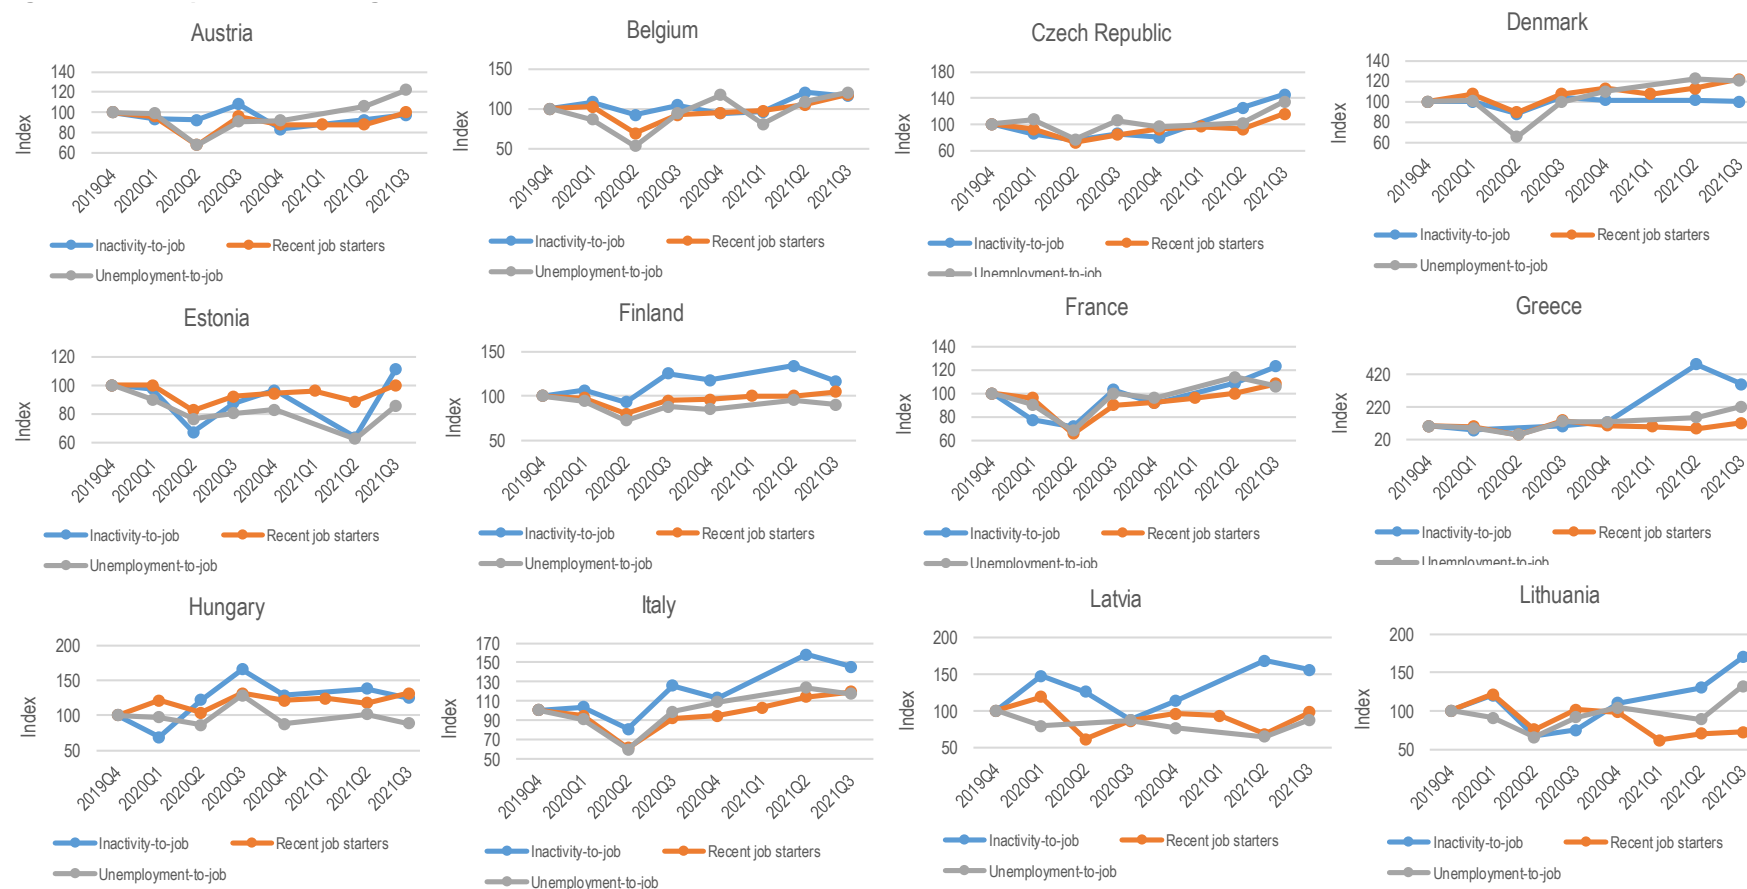 Austria
140
120
100
80
60
Index
2019Q4
2020Q1
2020Q2
2020Q3
2020Q4
2021Q1
2021Q2
2021Q3
Inactivity-to-job
Recent job starters
Unemployment-to-job
Belgium
150
100
50
Index
2019Q4
2020Q1
2020Q2
2020Q3
2020Q4
2021Q1
2021Q2
2021Q3
Inactivity-to-job
Recent job starters
Unemployment-to-job
Czech Republic
180
140
100
60
Index
2019Q4
2020Q1
2020Q2
2020Q3
2020Q4
2021Q1
2021Q2
2021Q3
Inactivity-to-job
Recent job starters
Unemployment-to-job
Denmark
140
120
100
80
60
Index
2019Q4
2020Q1
2020Q2
2020Q3
2020Q4
2021Q1
2021Q2
2021Q3
Inactivity-to-job
Recent job starters
Unemployment-to-job
Estonia
120
100
80
60
Index
2019Q4
2020Q1
2020Q2
2020Q3
2020Q4
2021Q1
2021Q2
2021Q3
Inactivity-to-job
Recent job starters
Unemployment-to-job
Finland
150
100
50
Index
2019Q4
2020Q1
2020Q2
2020Q3
2020Q4
2021Q1
2021Q2
2021Q3
Inactivity-to-job
Recent job starters
Unemployment-to-job
France
140
120
100
80
60
Index
2019Q4
2020Q1
2020Q2
2020Q3
2020Q4
2021Q1
2021Q2
2021Q3
Inactivity-to-job
Recent job starters
Unemployment-to-job
Greece
420
220
20
Index
2019Q4
2020Q1
2020Q2
2020Q3
2020Q4
2021Q1
2021Q2
2021Q3
Inactivity-to-job
Recent job starters
Unemployment-to-job
Hungary
200
150
100
50
Index
2019Q4
2020Q1
2020Q2
2020Q3
2020Q4
2021Q1
2021Q2
2021Q3
Inactivity-to-job
Recent job starters
Unemployment-to-job
Italy
170
150
130
110
90
70
50
Index
2019Q4
2020Q1
2020Q2
2020Q3
2020Q4
2021Q1
2021Q2
2021Q3
Inactivity-to-job
Recent job starters
Unemployment-to-job
Latvia
200
150
100
50
Index
2019Q4
2020Q1
2020Q2
2020Q3
2020Q4
2021Q1
2021Q2
2021Q3
Inactivity-to-job
Recent job starters
Unemployment-to-job
Lithuania
200
150
100
50
Index
2019Q4
2020Q1
2020Q2
2020Q3
2020Q4
2021Q1
2021Q2
2021Q3
Inactivity-to-job
Recent job starters
Unemployment-to-job